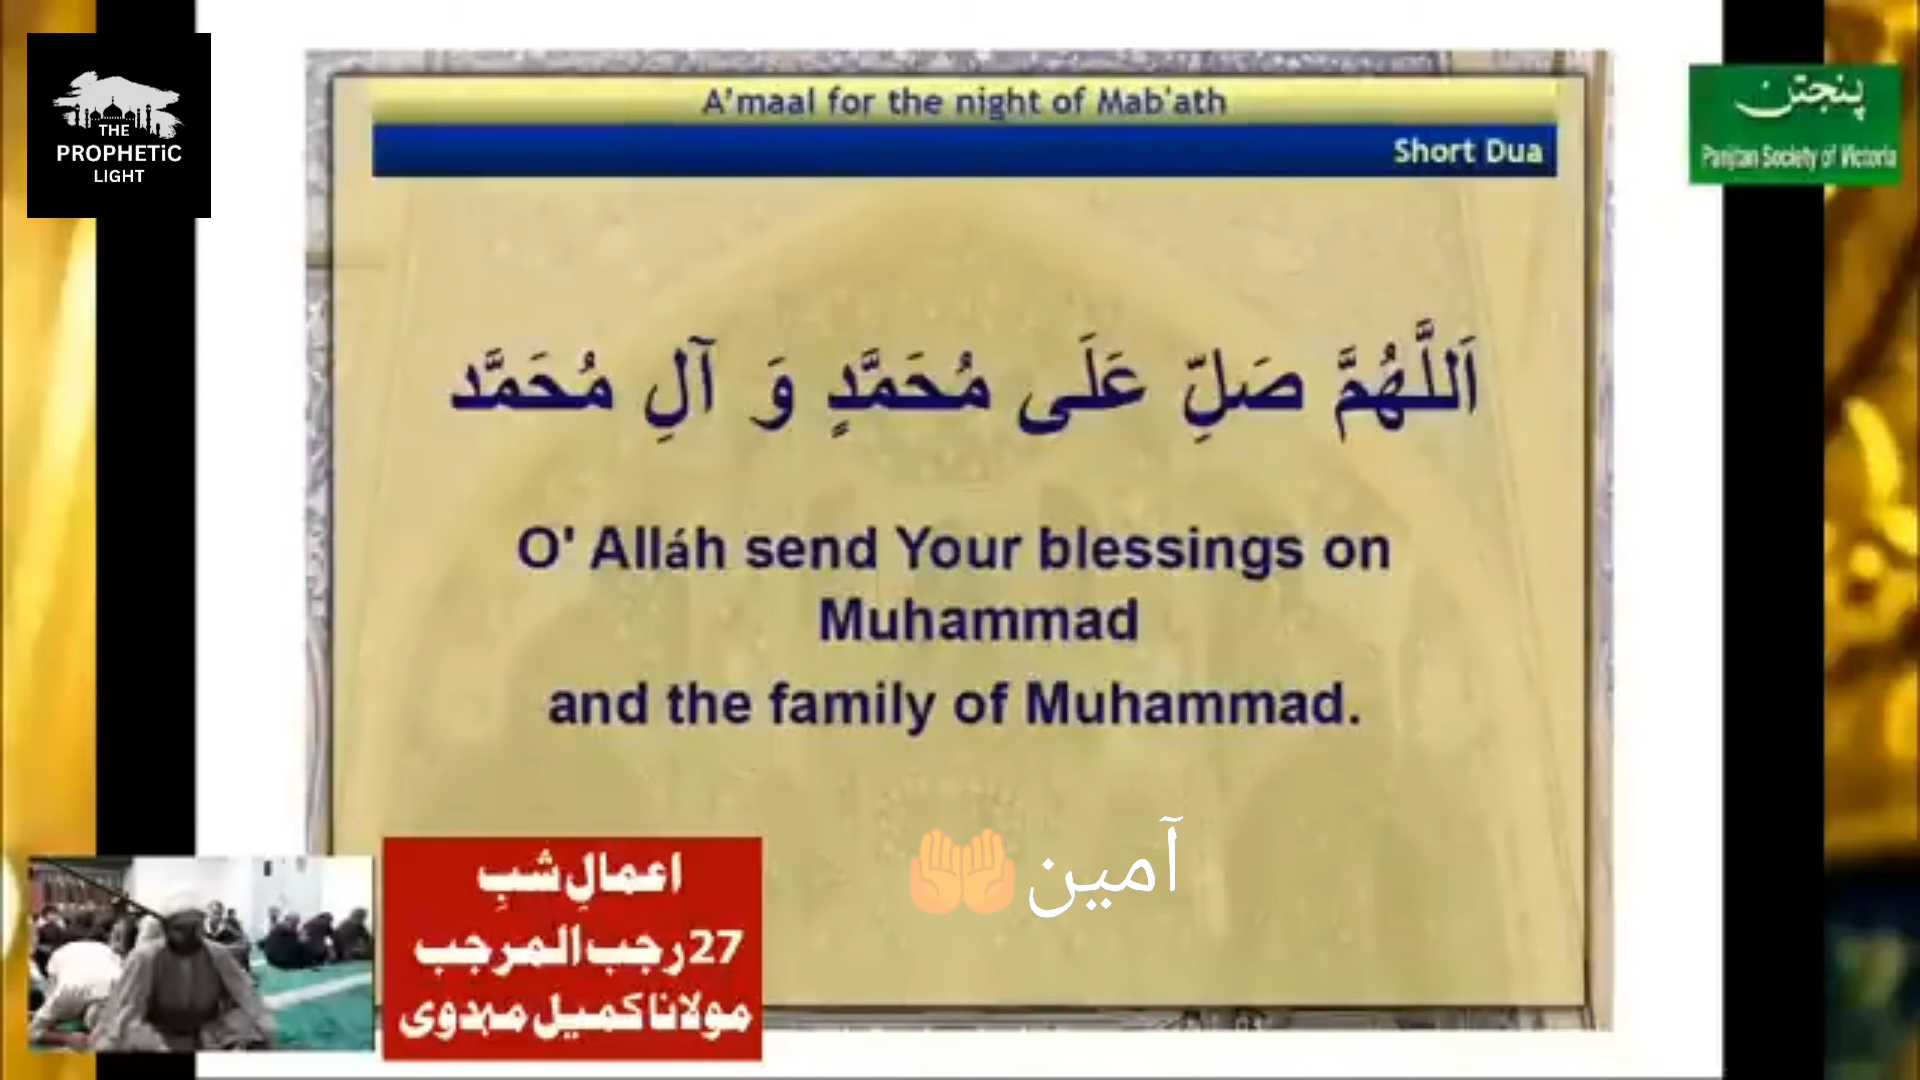 THE
PROPHETiC
LIGHT
A'maal for the night of Mab'ath
Short Dua
پنجتن
Panjtan Society of Victoria
اَللَّهُمَّ صَلِّ عَلَى مُحَمَّدٍ وَ آلِ مُحَمَّد
O' Alláh send Your blessings on
Muhammad
and the family of Muhammad.
🤲 آمین
اعمالِ شبِ
27 رجب المرجب
مولانا کمیل مہدوی